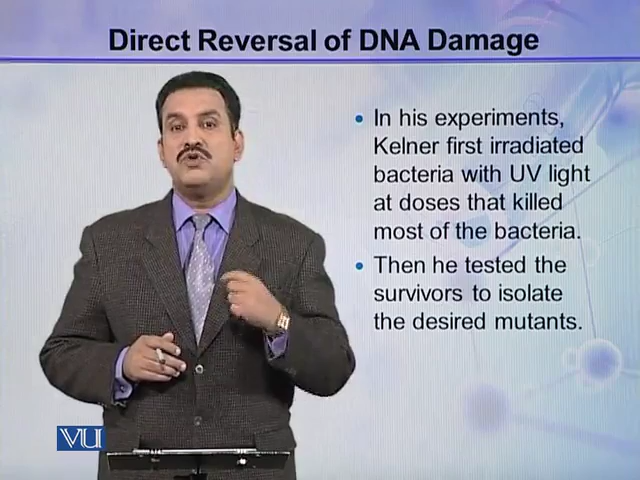 Direct Reversal of DNA Damage
• In his experiments,
Kelner first irradiated
bacteria with UV light
at doses that killed
most of the bacteria.
• Then he tested the
survivors to isolate
the desired mutants.
VU